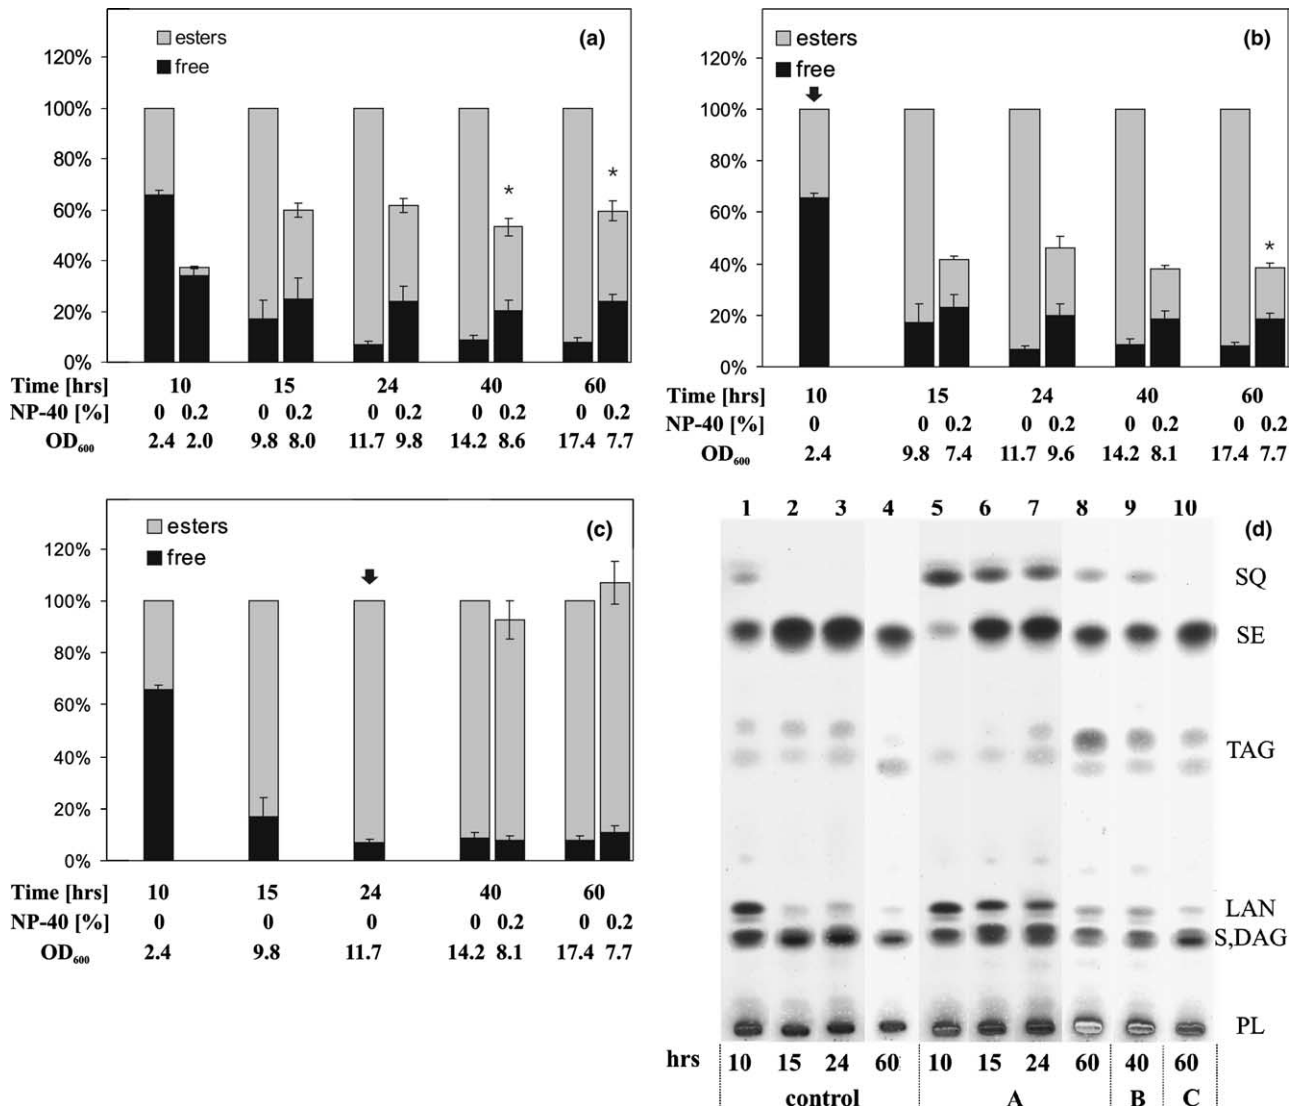 esters
free
(a)
120%
100%
80%
60%
40%
20%
0%
* *
Time [hrs] 10 15 24 40 60
NP-40 [%] 0 0.2 0 0.2 0 0.2 0 0.2 0 0.2
OD600 2.4 2.0 9.8 8.0 11.7 9.8 14.2 8.6 17.4 7.7
esters
free
(b)
120%
100%
80%
60%
40%
20%
0%
*
Time [hrs] 10 15 24 40 60
NP-40 [%] 0 0 0.2 0 0.2 0 0.2 0 0.2
OD600 2.4 9.8 7.4 11.7 9.6 14.2 8.1 17.4 7.7
esters
free
(c)
120%
100%
80%
60%
40%
20%
0%
Time [hrs] 10 15 24 40 60
NP-40 [%] 0 0 0 0 0.2 0 0.2
OD600 2.4 9.8 11.7 14.2 8.1 17.4 7.7
1 2 3 4 5 6 7 8 9 10
(d)
SQ
SE
TAG
LAN
S,DAG
PL
hrs 10 15 24 60 10 15 24 60 40 60
control A B C